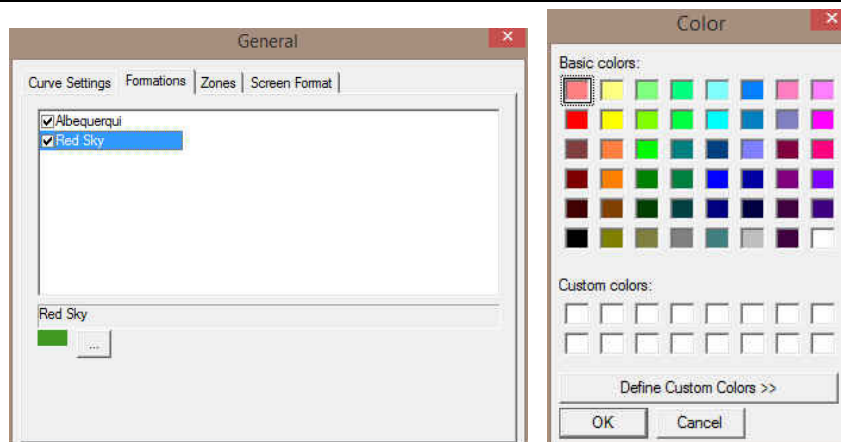 General
Curve Settings Formations Zones Screen Format
Albequerqui
Red Sky
Red Sky
...
Color
Basic colors:
Custom colors:
Define Custom Colors >>
OK Cancel